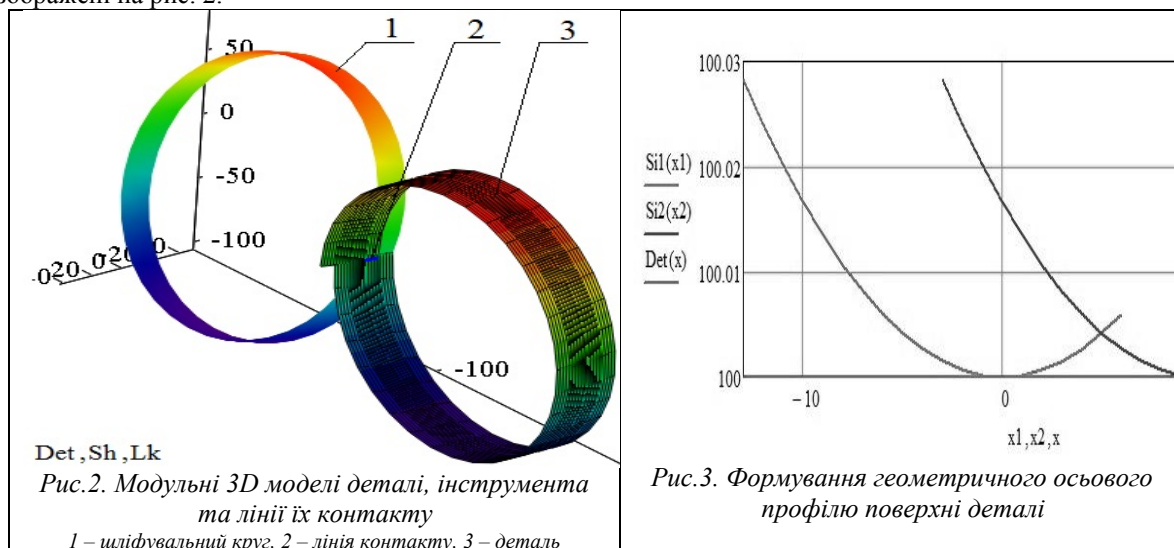 зображені на рис. 2.
1 2 3
50
0
-50
-100
-100
Det ,Sh ,Lk
Рис.2. Модульні 3D моделі деталі, інструмента
та лінії їх контакту
1 – шліфувальний круг, 2 – лінія контакту, 3 – деталь
100.03
Si1(x1)
100.02
Si2(x2)
Det(x)
100.01
100
−10 0
x1,x2,x
Рис.3. Формування геометричного осьового
профілю поверхні деталі